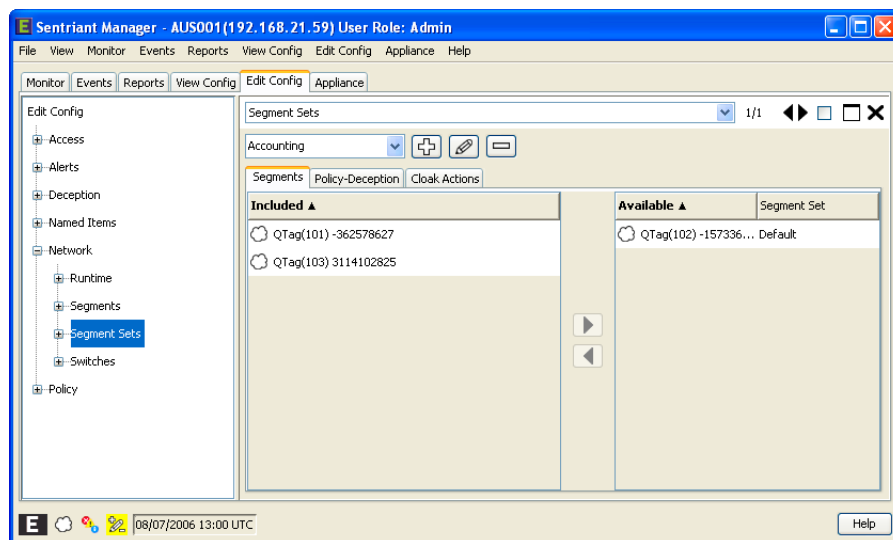 E Sentriant Manager - AUS001(192.168.21.59) User Role: Admin
File View Monitor Events Reports View Config Edit Config Appliance Help
Monitor Events Reports View Config Edit Config Appliance
Edit Config
Access
Alerts
Deception
Named Items
Network
Runtime
Segments
Segment Sets
Switches
Policy
Segment Sets 1/1
Accounting
Segments Policy-Deception Cloak Actions
Included ▲
QTag(101) -362578627
QTag(103) 3114102825
Available ▲ Segment Set
QTag(102) -157336... Default
E 08/07/2006 13:00 UTC Help